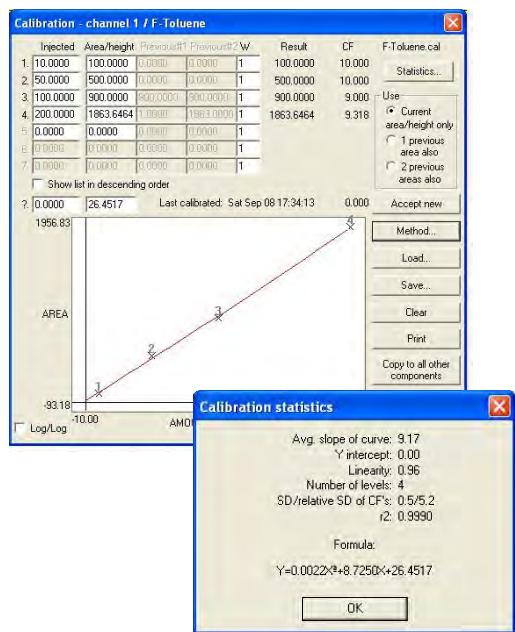 Calibration - channel 1 / F-Toluene
Injected Area/height Previous#1 Previous#2 W Result CF F-Toluene.cal
1. 10.0000 100.0000 0.0000 0.0000 1 100.0000 10.000
2. 50.0000 500.0000 0.0000 0.0000 1 500.0000 10.000
3. 100.0000 900.0000 900.0000 900.0000 1 900.0000 9.000
4. 200.0000 1863.6464 1.0000 1863.0000 1 1863.6464 9.318
5. 0.0000 0.0000 0.0000 0.0000 1
6. 0.0000 0.0000 0.0000 0.0000 1
7. 0.0000 0.0000 0.0000 0.0000 1
Statistics...
Use
Current
area/height only
1 previous
area also
2 previous
areas also
Show list in descending order
?. 0.0000 26.4517 Last calibrated: Sat Sep 08 17:34:13 0.000
Accept new
Method...
Load...
Save...
Clear
Print
Copy to all other
components
1956.83
AREA
-93.18
-10.00
1
2
3
4
Log/Log
Calibration statistics
Avg. slope of curve: 9.17
Y intercept: 0.00
Linearity: 0.96
Number of levels: 4
SD/relative SD of CF's: 0.5/5.2
r2: 0.9990
Formula:
Y=0.0022X²+8.7250X+26.4517
OK